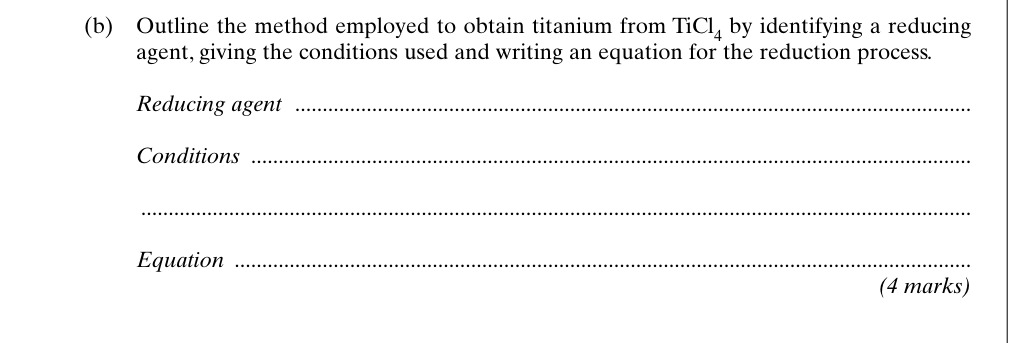 (b) Outline the method employed to obtain titanium from TiCl₄ by identifying a reducing
agent, giving the conditions used and writing an equation for the reduction process.
Reducing agent ..........................................................................................................................
Conditions ..................................................................................................................................
......................................................................................................................................................
Equation .....................................................................................................................................
(4 marks)